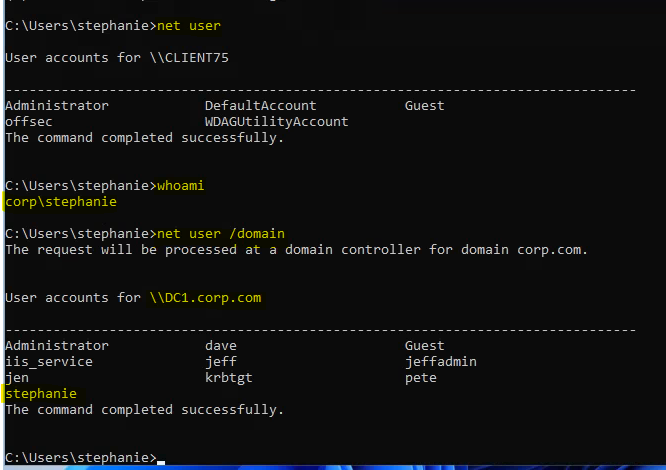 C:\Users\stephanie>net user
User accounts for \\CLIENT75
-------------------------------------------------------------------------------
Administrator            DefaultAccount           Guest
offsec                   WDAGUtilityAccount
The command completed successfully.
C:\Users\stephanie>whoami
corp\stephanie
C:\Users\stephanie>net user /domain
The request will be processed at a domain controller for domain corp.com.
User accounts for \\DC1.corp.com
-------------------------------------------------------------------------------
Administrator            dave                     Guest
iis_service              jeff                     jeffadmin
jen                      krbtgt                   pete
stephanie
The command completed successfully.
C:\Users\stephanie>